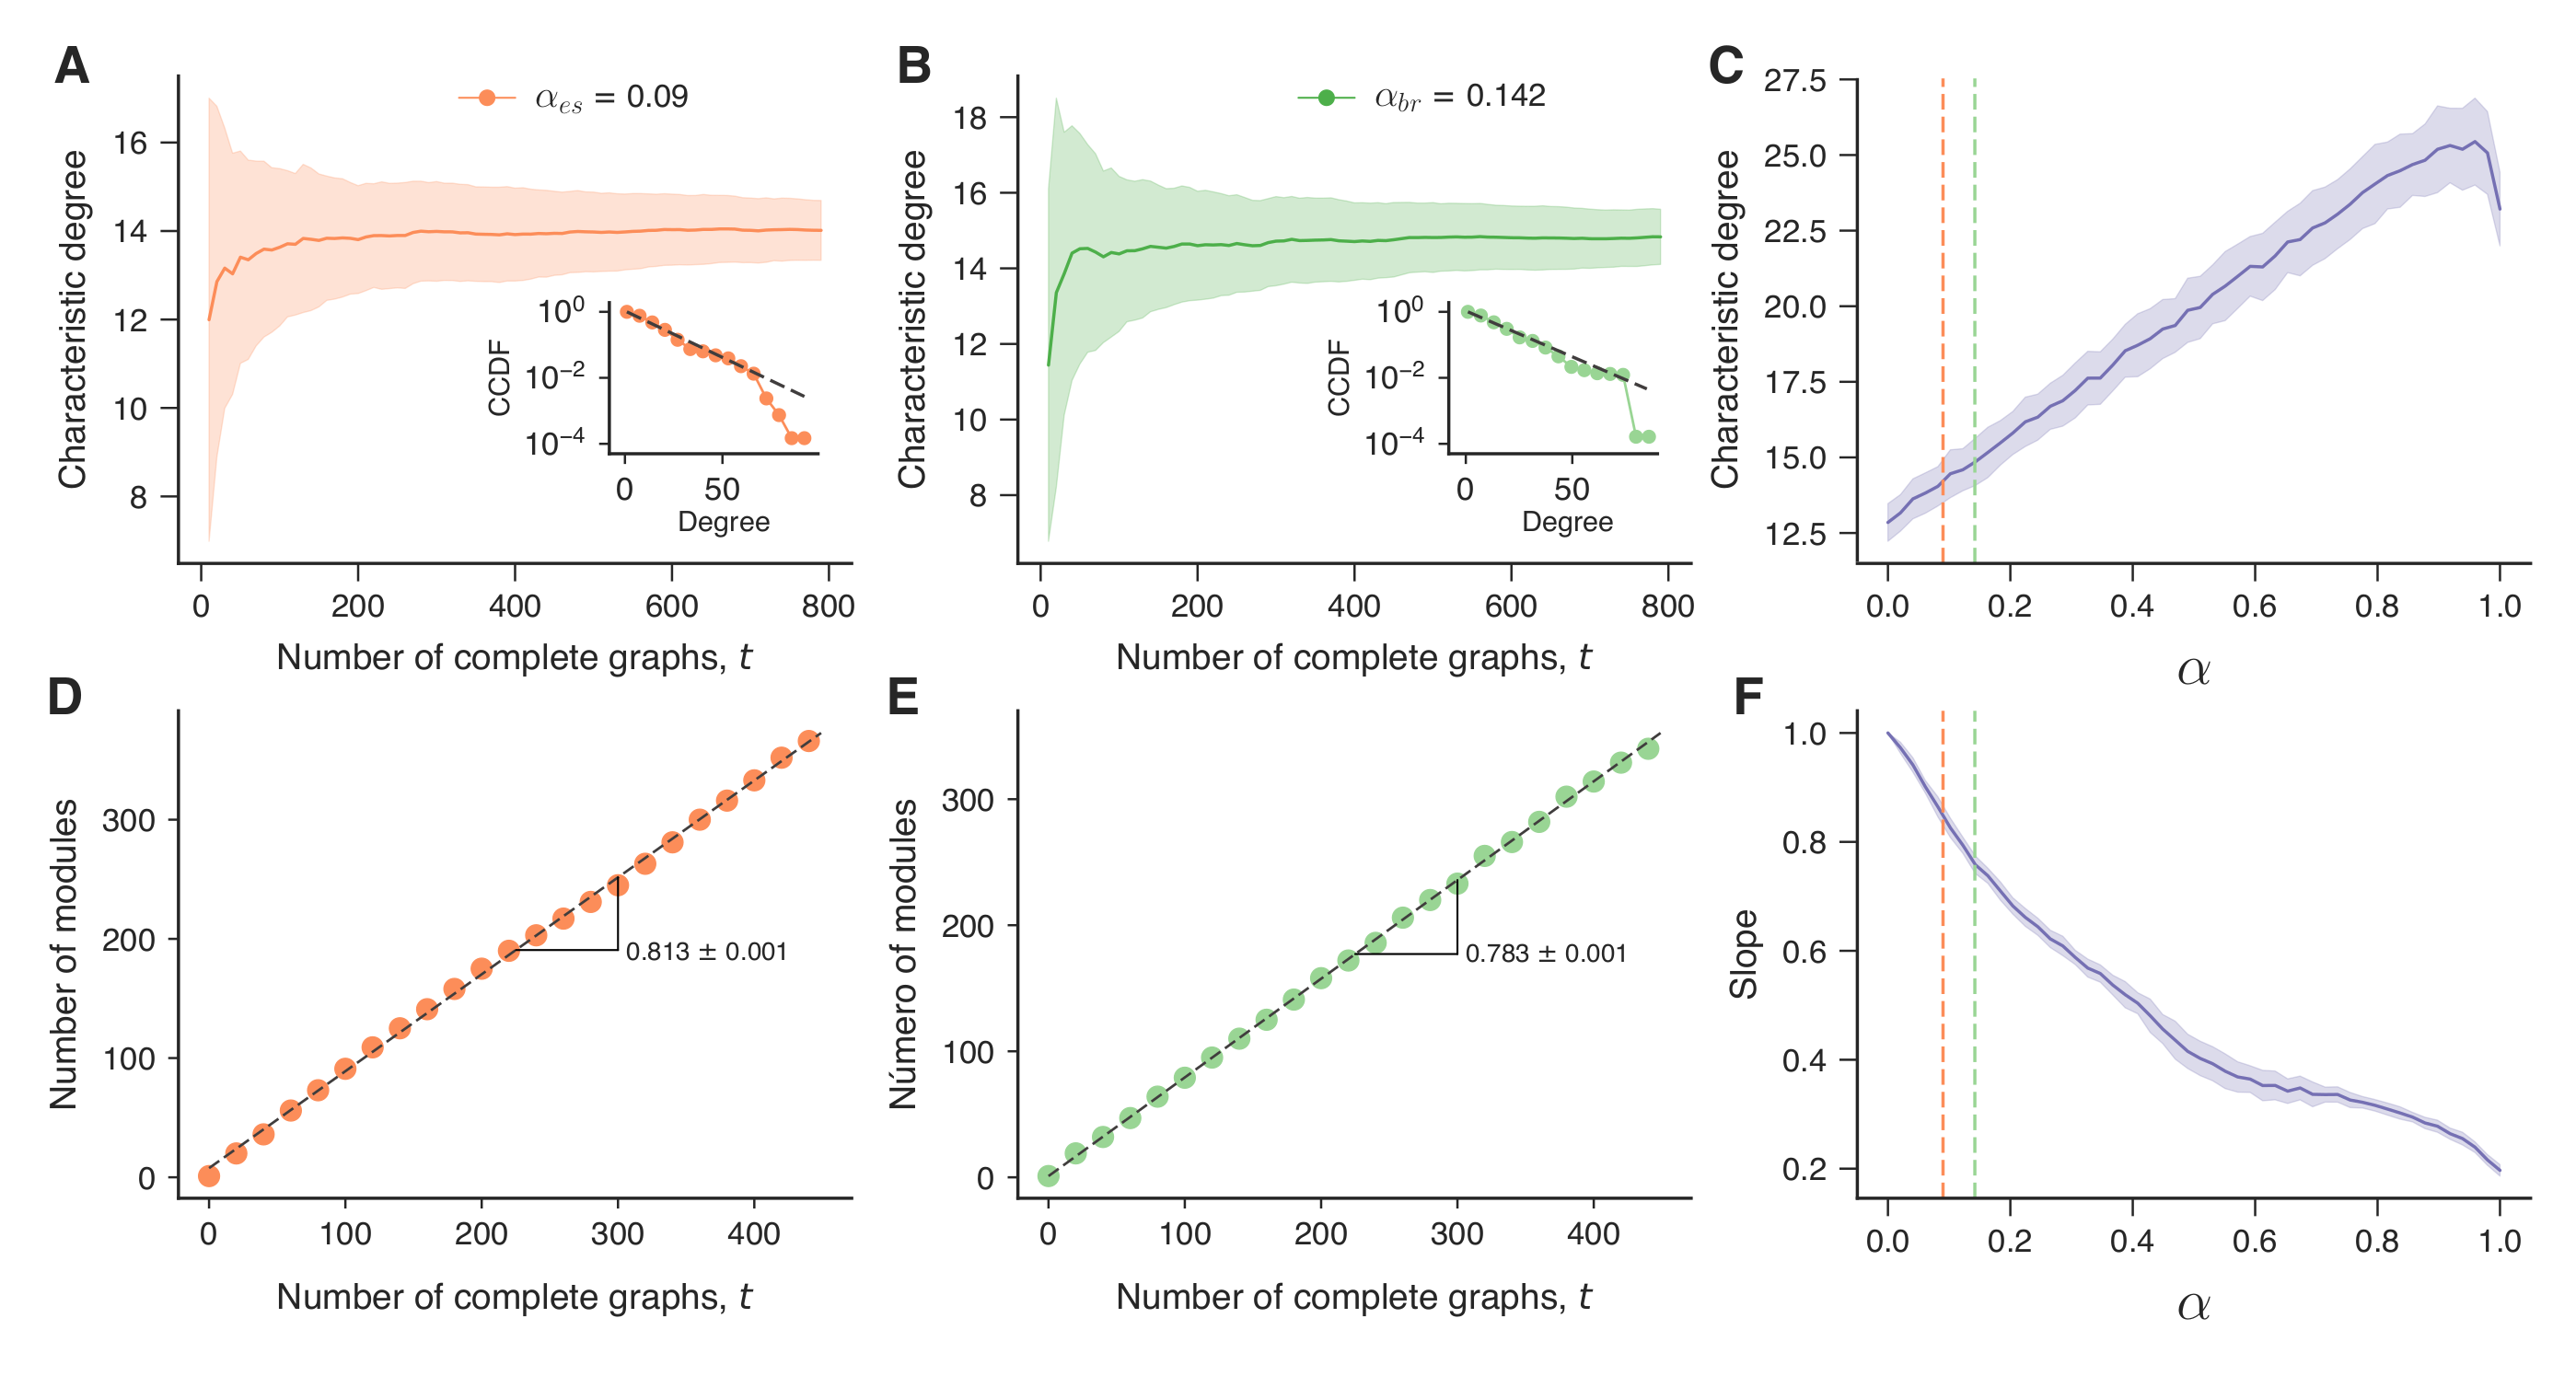 A
α_es = 0.09
Characteristic degree
16
14
12
10
8
0 200 400 600 800
Number of complete graphs, t
CCDF
10^0
10^−2
10^−4
0 50
Degree
B
α_br = 0.142
Characteristic degree
18
16
14
12
10
8
0 200 400 600 800
Number of complete graphs, t
CCDF
10^0
10^−2
10^−4
0 50
Degree
C
Characteristic degree
27.5
25.0
22.5
20.0
17.5
15.0
12.5
0.0 0.2 0.4 0.6 0.8 1.0
α
D
Number of modules
300
200
100
0
0.813 ± 0.001
0 100 200 300 400
Number of complete graphs, t
E
Número of modules
300
200
100
0
0.783 ± 0.001
0 100 200 300 400
Number of complete graphs, t
F
Slope
1.0
0.8
0.6
0.4
0.2
0.0 0.2 0.4 0.6 0.8 1.0
α